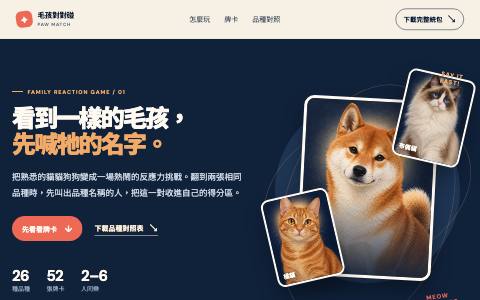 毛孩對對碰
PAW MATCH
怎麼玩
牌卡
品種對照
下載完整統包
FAMILY REACTION GAME / 01
看到一樣的毛孩，
先喊牠的名字。
把熟悉的貓貓狗狗變成一場熱鬧的反應力挑戰。翻到兩張相同
品種時，先叫出品種名稱的人，把這一對收進自己的得分區。
先看看牌卡
下載品種對照表
26
種品種
52
張牌卡
2–6
人同樂
SAY IT
FAST!
布偶貓
橘貓
MEOW